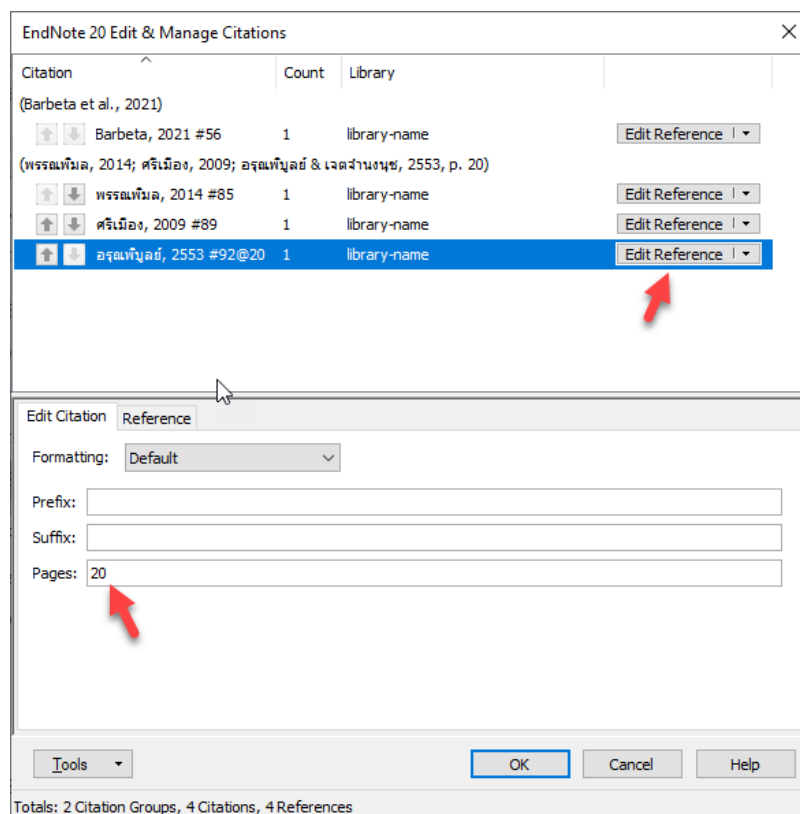 EndNote 20 Edit & Manage Citations
Citation Count Library
(Barbeta et al., 2021)
Barbeta, 2021 #56 1 library-name Edit Reference
(พรรณพิมล, 2014; ศรีเมือง, 2009; อรุณพิบูลย์ & เจตจำนงนุช, 2553, p. 20)
พรรณพิมล, 2014 #85 1 library-name Edit Reference
ศรีเมือง, 2009 #89 1 library-name Edit Reference
อรุณพิบูลย์, 2553 #92@20 1 library-name Edit Reference
Edit Citation Reference
Formatting: Default
Prefix:
Suffix:
Pages: 20
Tools OK Cancel Help
Totals: 2 Citation Groups, 4 Citations, 4 References